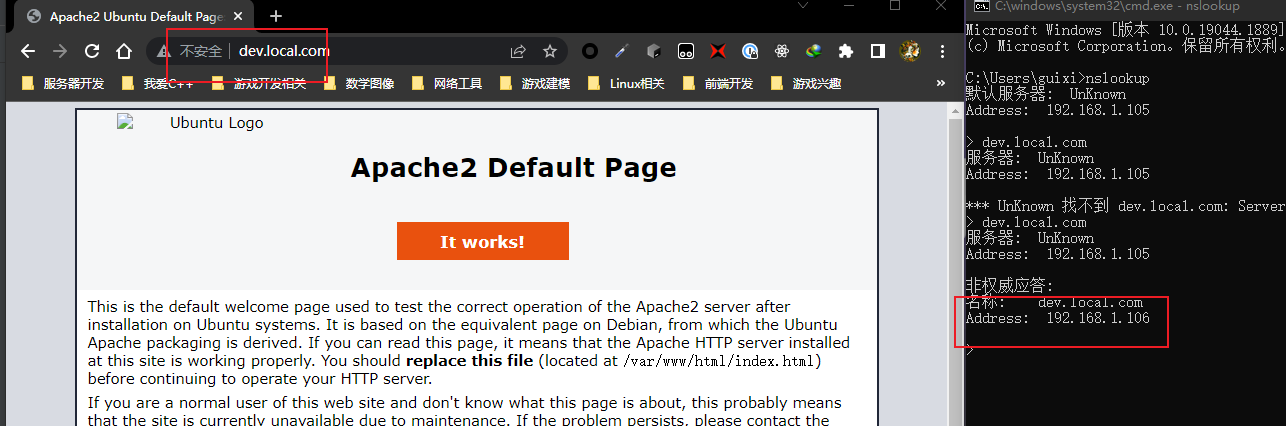 Apache2 Ubuntu Default Page
不安全 dev.local.com
服务器开发 我爱C++ 游戏开发相关 数学图像 网络工具 游戏建模 Linux相关 前端开发 游戏兴趣 »
Ubuntu Logo
Apache2 Default Page
It works!
This is the default welcome page used to test the correct operation of the Apache2 server after
installation on Ubuntu systems. It is based on the equivalent page on Debian, from which the Ubuntu
Apache packaging is derived. If you can read this page, it means that the Apache HTTP server installed
at this site is working properly. You should replace this file (located at /var/www/html/index.html)
before continuing to operate your HTTP server.
If you are a normal user of this web site and don't know what this page is about, this probably means
that the site is currently unavailable due to maintenance. If the problem persists, please contact the
C:\windows\system32\cmd.exe - nslookup
Microsoft Windows [版本 10.0.19044.1889]
(c) Microsoft Corporation。保留所有权利。
C:\Users\guixi>nslookup
默认服务器: UnKnown
Address: 192.168.1.105
> dev.local.com
服务器: UnKnown
Address: 192.168.1.105
*** UnKnown 找不到 dev.local.com: Server
> dev.local.com
服务器: UnKnown
Address: 192.168.1.105
非权威应答:
名称: dev.local.com
Address: 192.168.1.106
>